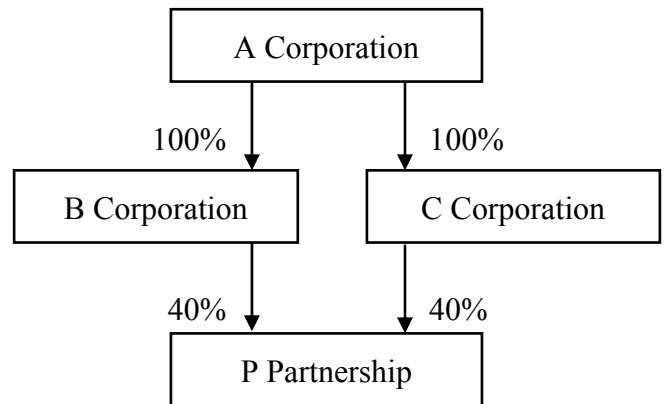 A Corporation
100%
100%
B Corporation
C Corporation
40%
40%
P Partnership